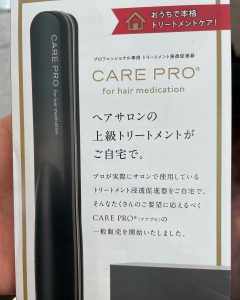 おうちで本格
トリートメントケア！
プロフェッショナル専用 トリートメント浸透促進器
CARE PRO®
for hair medication
ヘアサロンの
上級トリートメントが
ご自宅で。
プロが実際にサロンで使用している
トリートメント浸透促進器をご自宅で。
そんなたくさんのご要望に応えるべく
CARE PRO®（ケアプロ）の
一般販売を開始いたしました。
CARE PRO
for hair medication